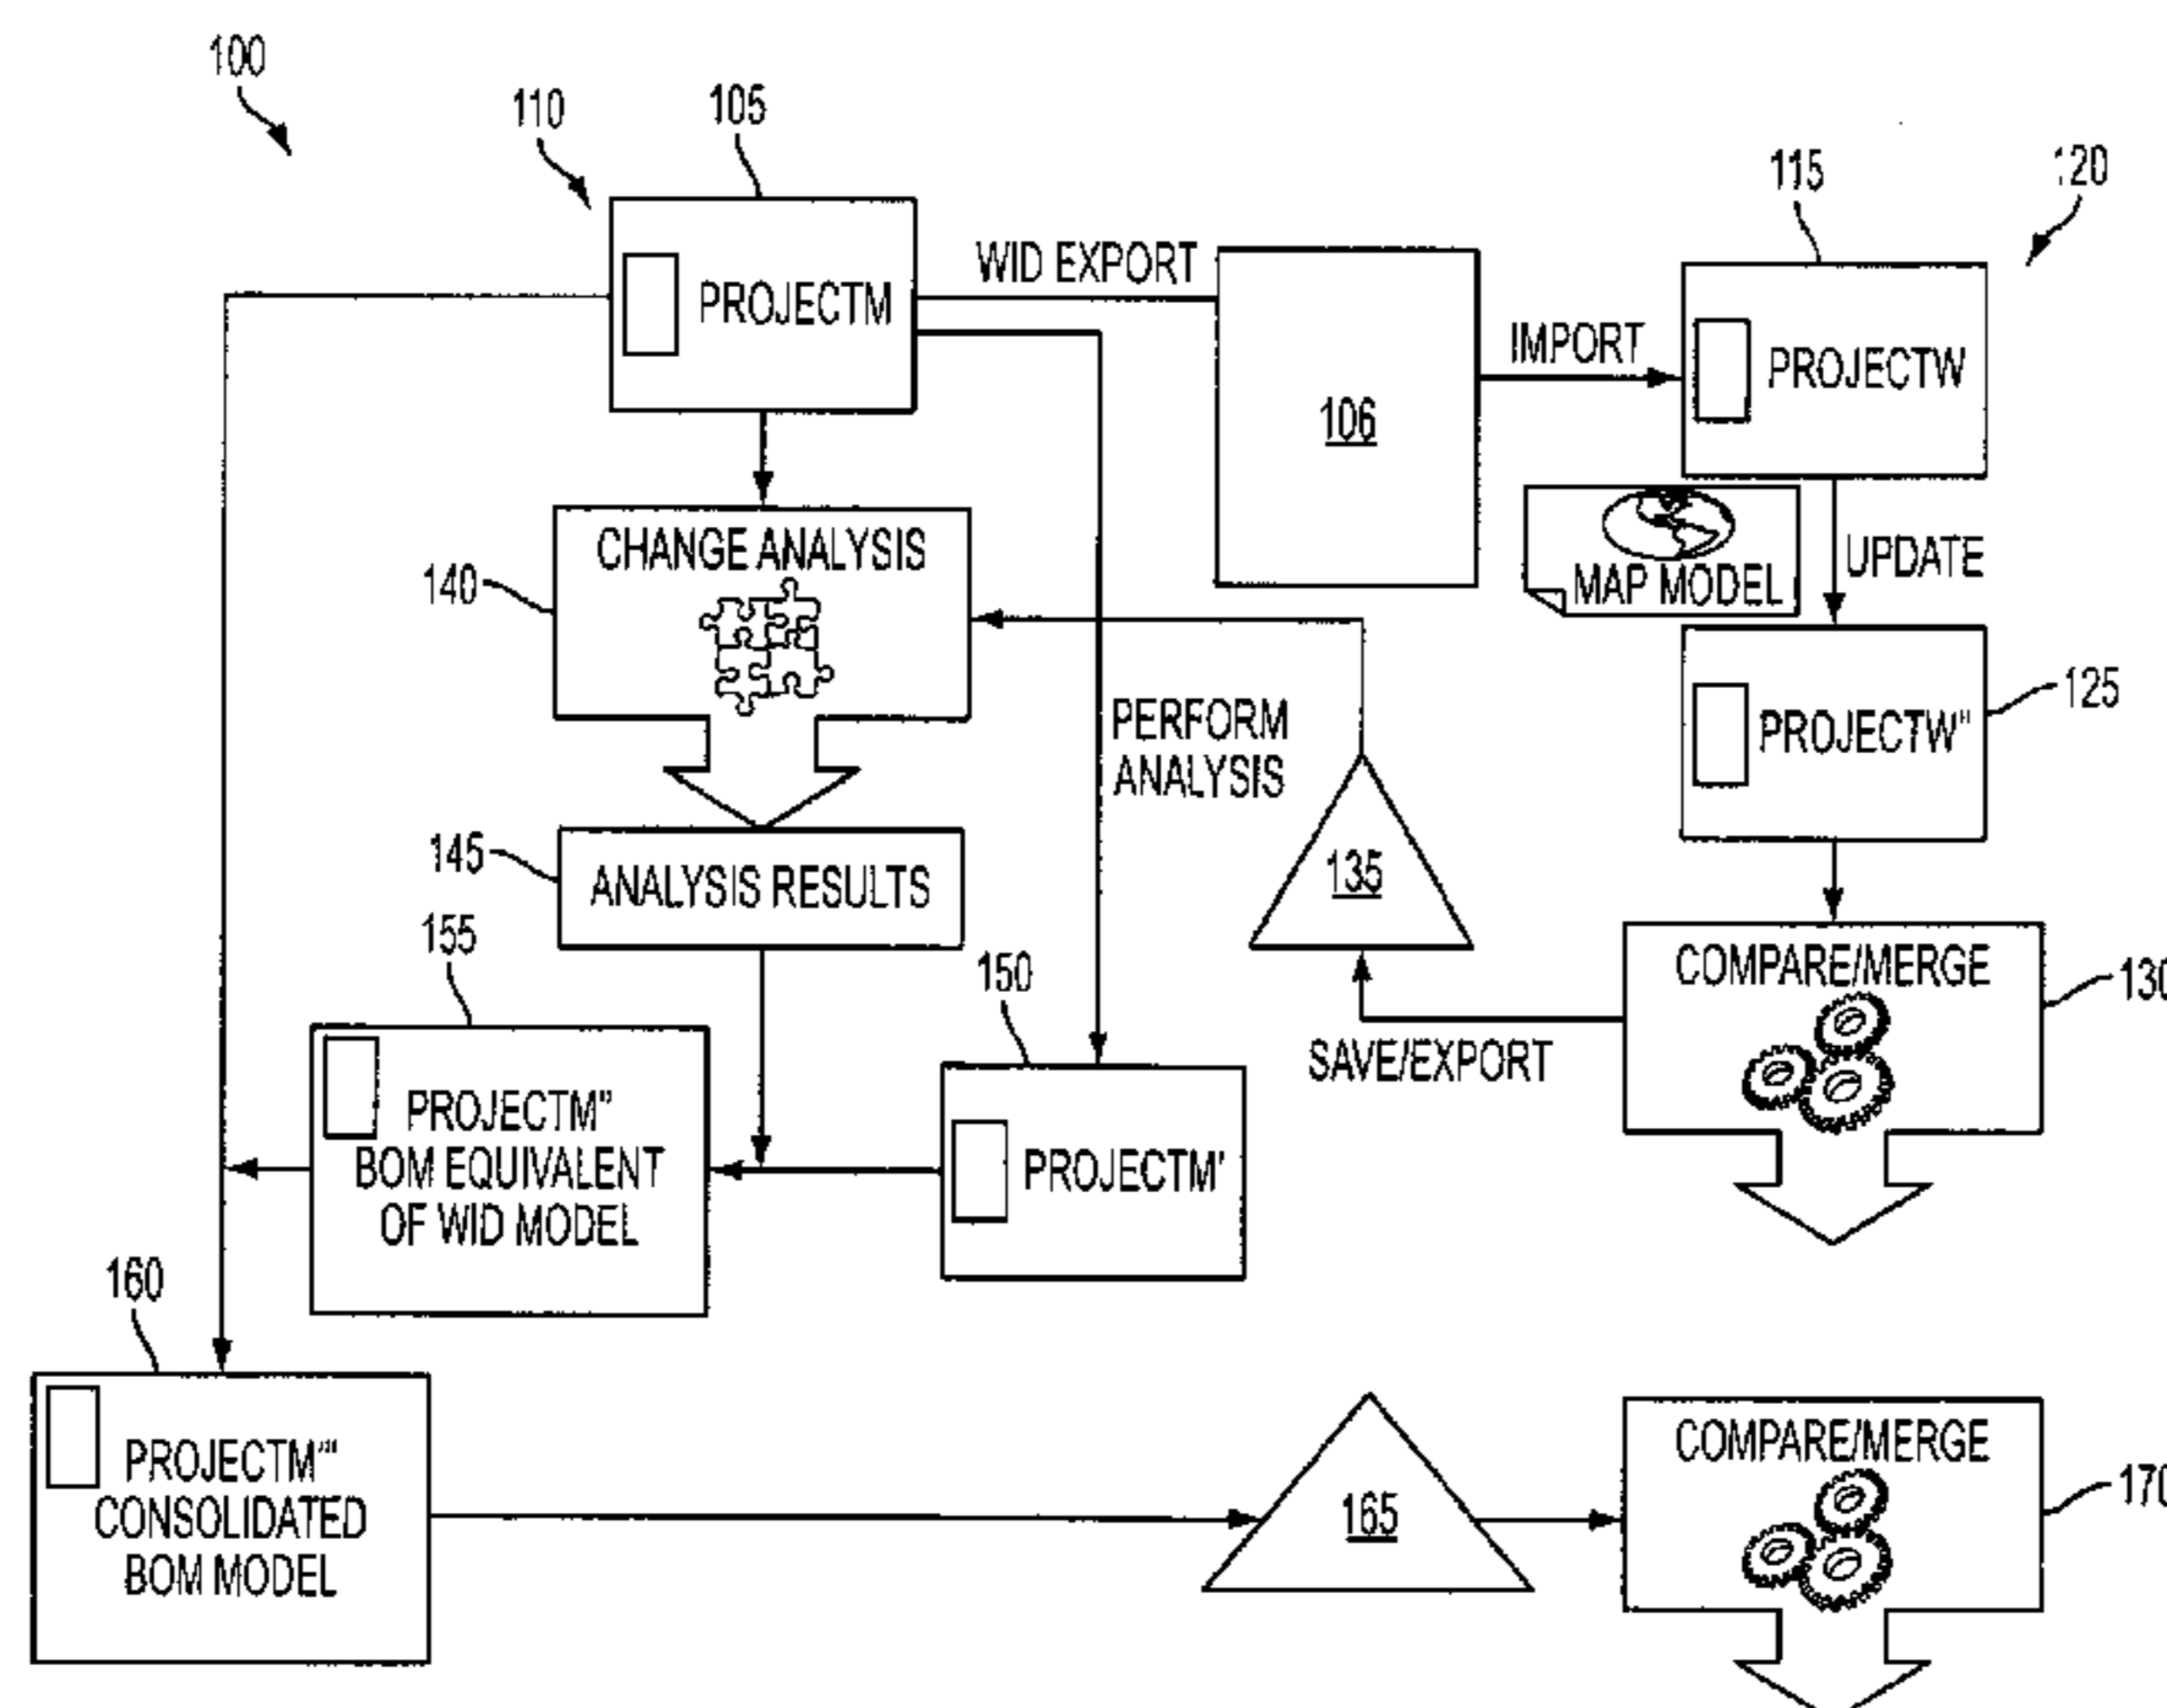 100
110
105
115
120
PROJECTM
WID EXPORT
106
IMPORT
PROJECTW
MAP MODEL
UPDATE
CHANGE ANALYSIS
140
PERFORM
ANALYSIS
PROJECTW"
125
145
ANALYSIS RESULTS
135
155
150
COMPARE/MERGE
130
SAVE/EXPORT
PROJECTM"
BOM EQUIVALENT
OF WID MODEL
PROJECTM'
160
PROJECTM'"
CONSOLIDATED
BOM MODEL
165
COMPARE/MERGE
170